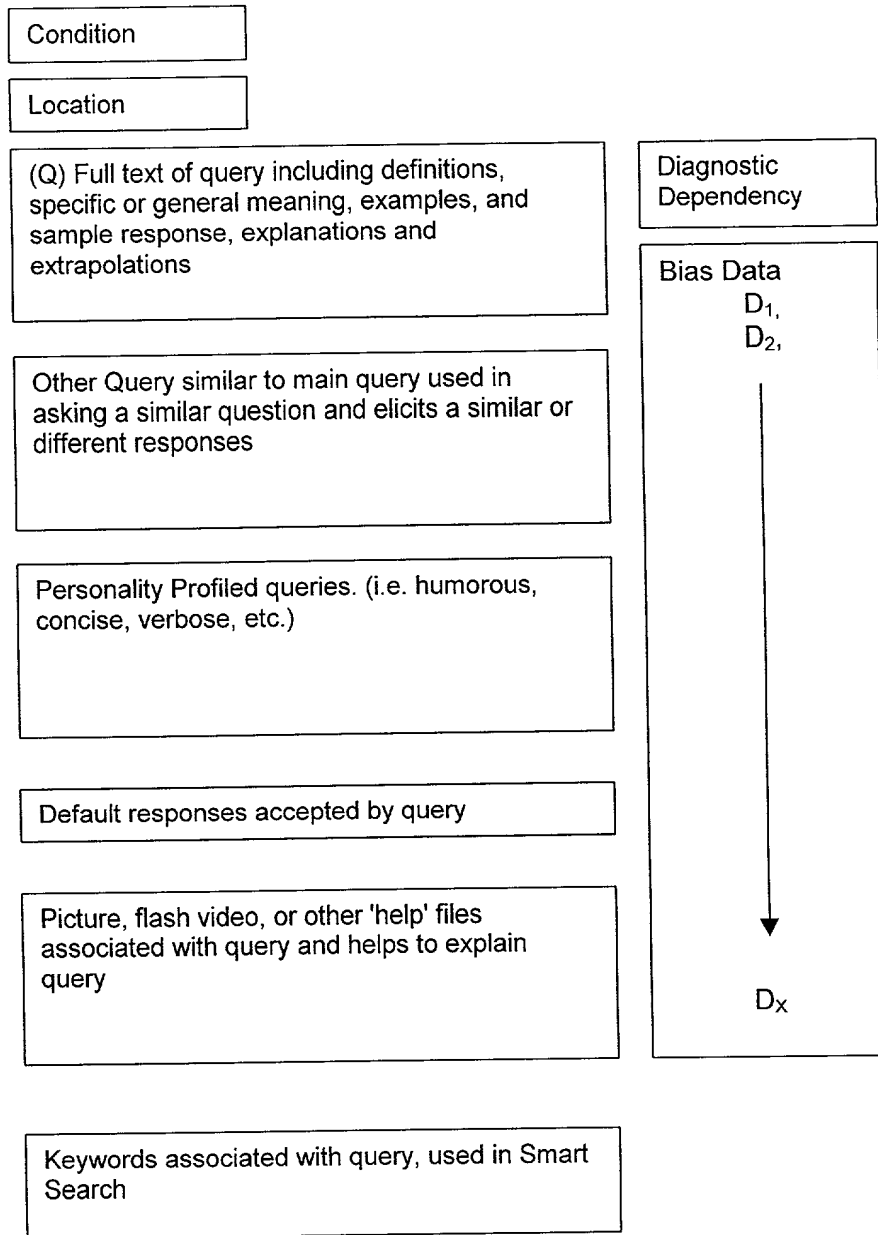 Condition
Location
(Q) Full text of query including definitions,
specific or general meaning, examples, and
sample response, explanations and
extrapolations
Diagnostic
Dependency
Bias Data
D1,
D2,
Other Query similar to main query used in
asking a similar question and elicits a similar or
different responses
Personality Profiled queries. (i.e. humorous,
concise, verbose, etc.)
Default responses accepted by query
Picture, flash video, or other 'help' files
associated with query and helps to explain
query
DX
Keywords associated with query, used in Smart
Search